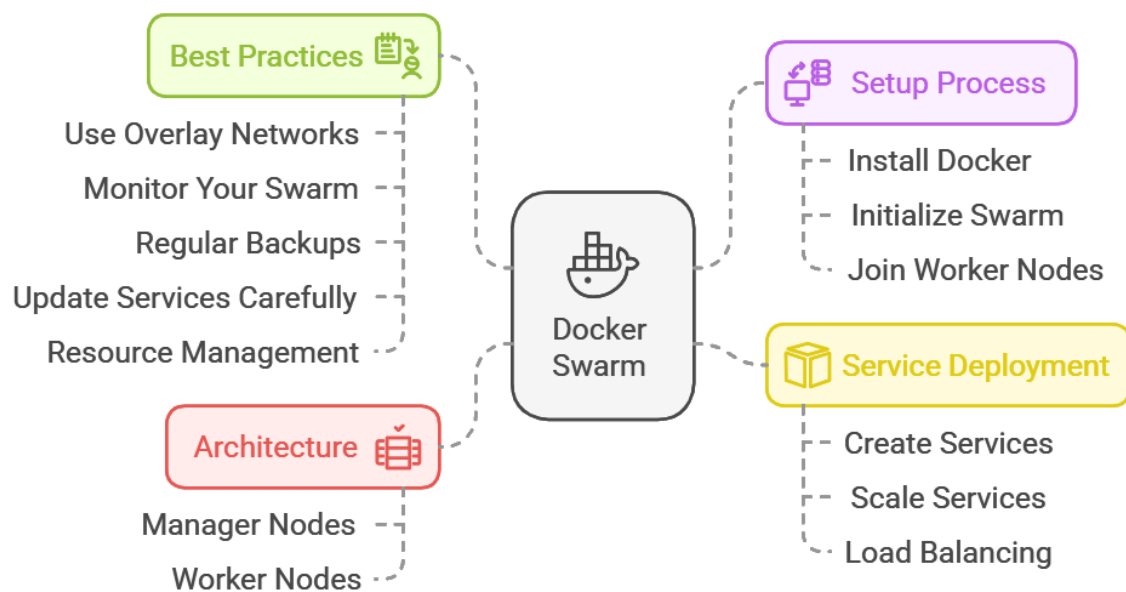 Best Practices
Use Overlay Networks
Monitor Your Swarm
Regular Backups
Update Services Carefully
Resource Management
Architecture
Manager Nodes
Worker Nodes
Docker
Swarm
Setup Process
Install Docker
Initialize Swarm
Join Worker Nodes
Service Deployment
Create Services
Scale Services
Load Balancing